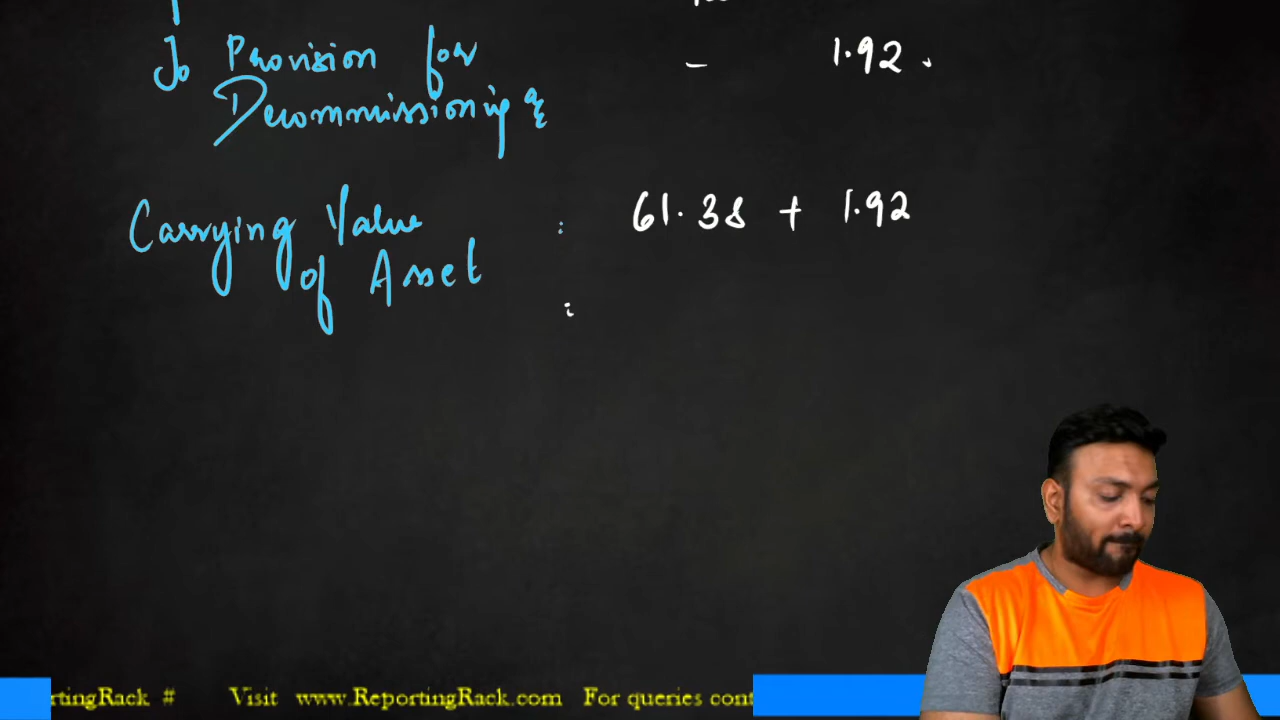 To Provision for - 1.92.
Decommissioning &
Carrying Value : 61.38 + 1.92
of Asset
:
rtingRack # Visit www.ReportingRack.com For queries cont